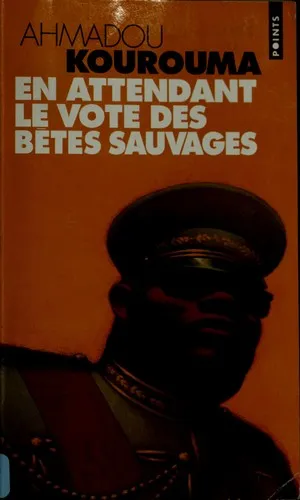 AHMADOU
KOUROUMA
EN ATTENDANT
LE VOTE DES
BÊTES SAUVAGES
POINTS